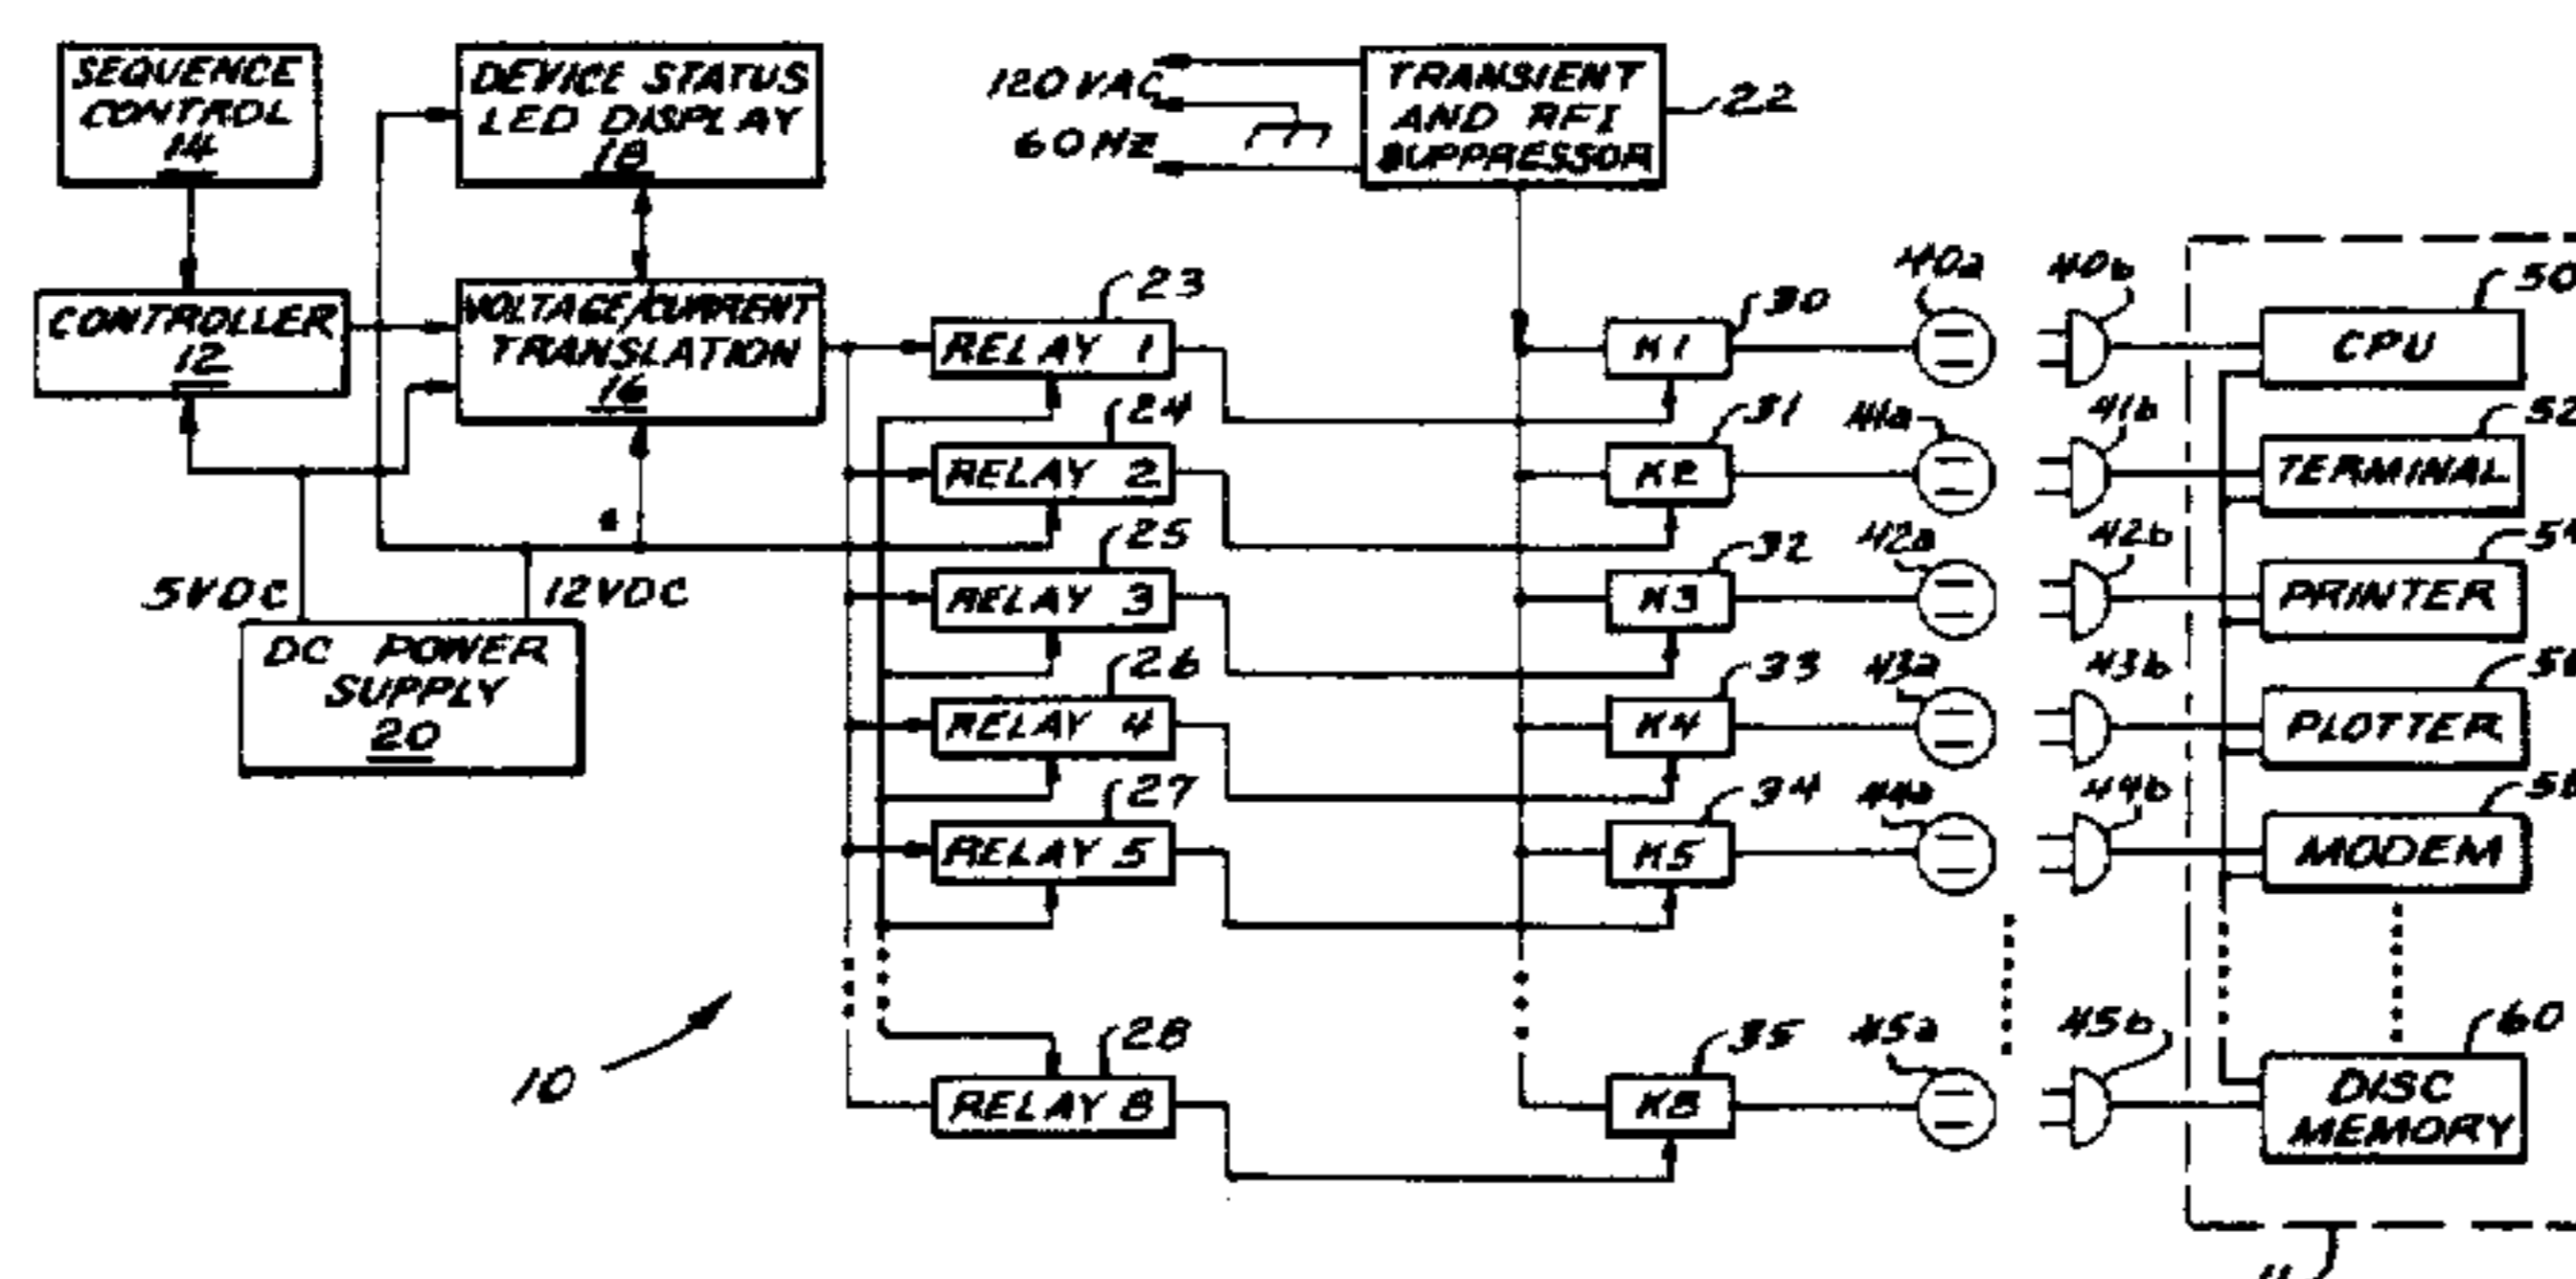 SEQUENCE
CONTROL
14
DEVICE STATUS
LED DISPLAY
18
120 VAC
60 HZ
TRANSIENT
AND RFI
SUPPRESSOR
22
CONTROLLER
12
VOLTAGE/CURRENT
TRANSLATION
16
5VDC
12VDC
DC POWER
SUPPLY
20
10
23
RELAY 1
24
RELAY 2
25
RELAY 3
26
RELAY 4
27
RELAY 5
28
RELAY 8
30
K1
31
K2
32
K3
33
K4
34
K5
35
K8
40a
40b
41a
41b
42a
42b
43a
43b
44a
44b
45a
45b
50
CPU
52
TERMINAL
PRINTER
PLOTTER
MODEM
60
DISC
MEMORY